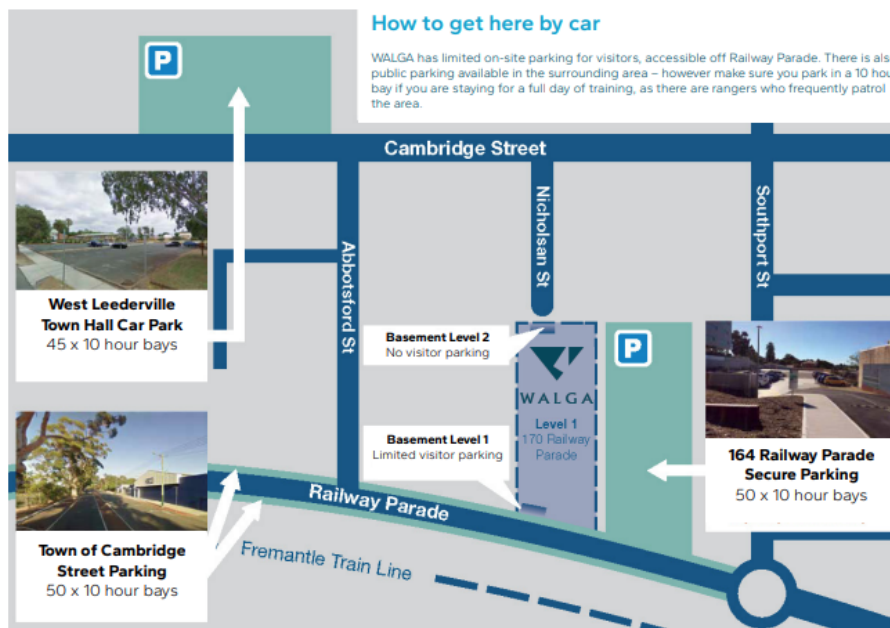 How to get here by car
WALGA has limited on-site parking for visitors, accessible off Railway Parade. There is als
public parking available in the surrounding area – however make sure you park in a 10 hou
bay if you are staying for a full day of training, as there are rangers who frequently patrol
the area.
P
Cambridge Street
Abbotsford St
Nicholsan St
Southport St
West Leederville
Town Hall Car Park
45 x 10 hour bays
Basement Level 2
No visitor parking
P
WALGA
Level 1
170 Railway
Parade
Basement Level 1
Limited visitor parking
164 Railway Parade
Secure Parking
50 x 10 hour bays
Railway Parade
Town of Cambridge
Street Parking
50 x 10 hour bays
Fremantle Train Line